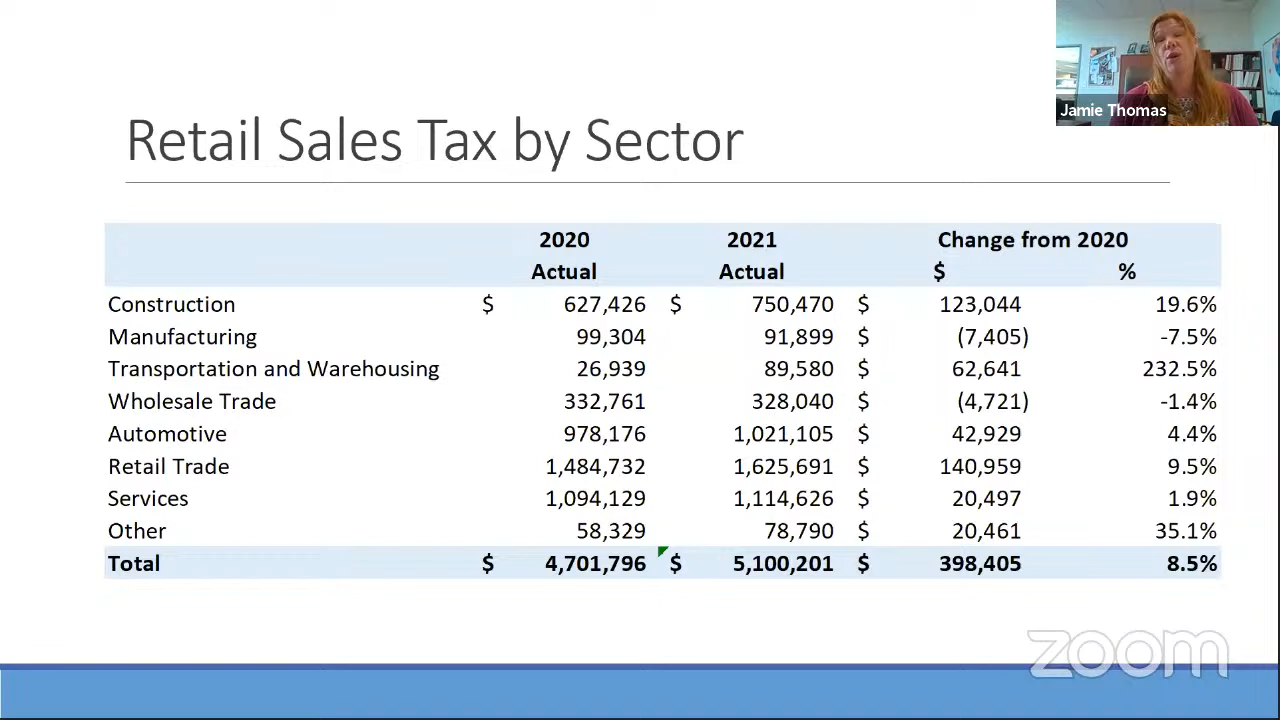 Jamie Thomas
Retail Sales Tax by Sector
2020 2021 Change from 2020
Actual Actual $ %
Construction $ 627,426 $ 750,470 $ 123,044 19.6%
Manufacturing 99,304 91,899 $ (7,405) -7.5%
Transportation and Warehousing 26,939 89,580 $ 62,641 232.5%
Wholesale Trade 332,761 328,040 $ (4,721) -1.4%
Automotive 978,176 1,021,105 $ 42,929 4.4%
Retail Trade 1,484,732 1,625,691 $ 140,959 9.5%
Services 1,094,129 1,114,626 $ 20,497 1.9%
Other 58,329 78,790 $ 20,461 35.1%
Total $ 4,701,796 $ 5,100,201 $ 398,405 8.5%
zoom